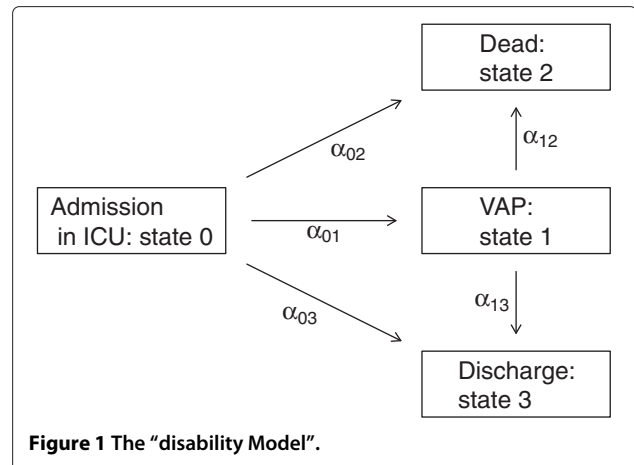 Dead:
state 2
α02
α12
Admission
in ICU: state 0
α01
VAP:
state 1
α03
α13
Discharge:
state 3
Figure 1 The “disability Model”.